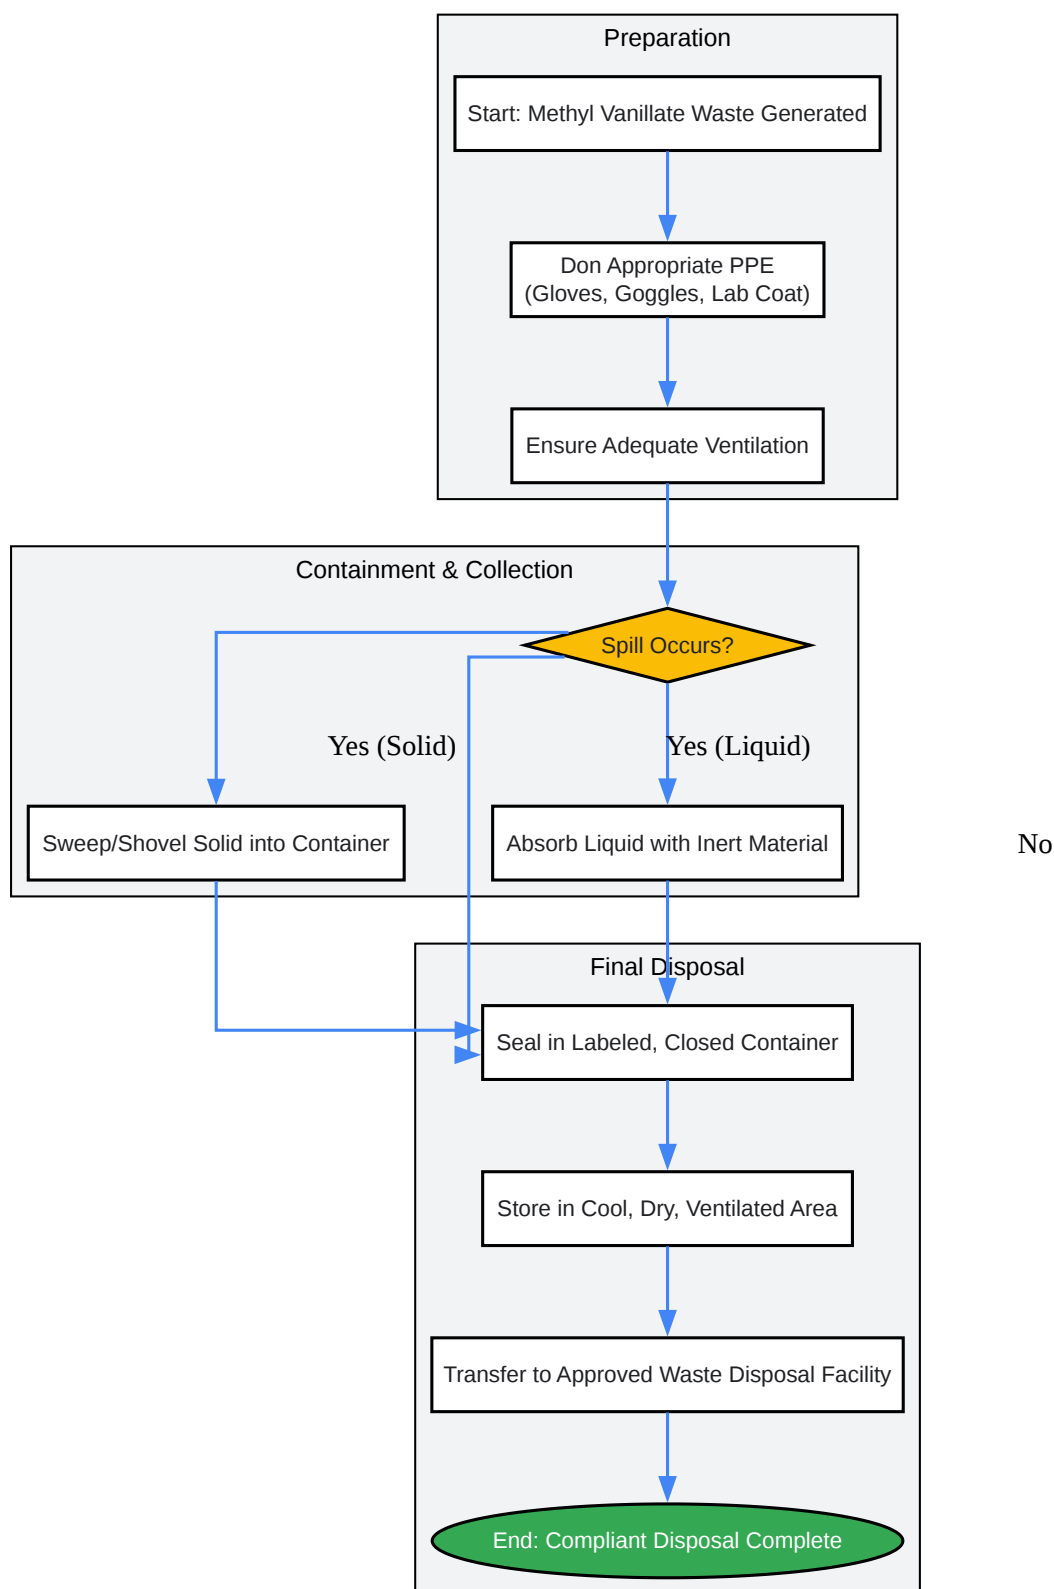 Preparation
Start: Methyl Vanillate Waste Generated
Don Appropriate PPE
(Gloves, Goggles, Lab Coat)
Ensure Adequate Ventilation
Containment & Collection
Spill Occurs?
Yes (Solid)
Yes (Liquid)
Sweep/Shovel Solid into Container
Absorb Liquid with Inert Material
No
Final Disposal
Seal in Labeled, Closed Container
Store in Cool, Dry, Ventilated Area
Transfer to Approved Waste Disposal Facility
End: Compliant Disposal Complete